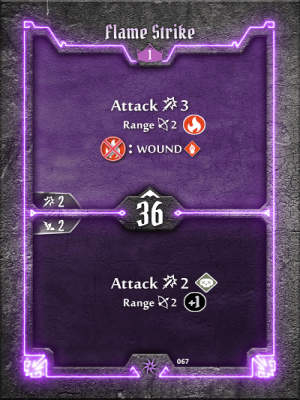 Flame Strike
1
Attack 3
Range 2
: WOUND
2
36
2
Attack 2
Range 2
+1
067